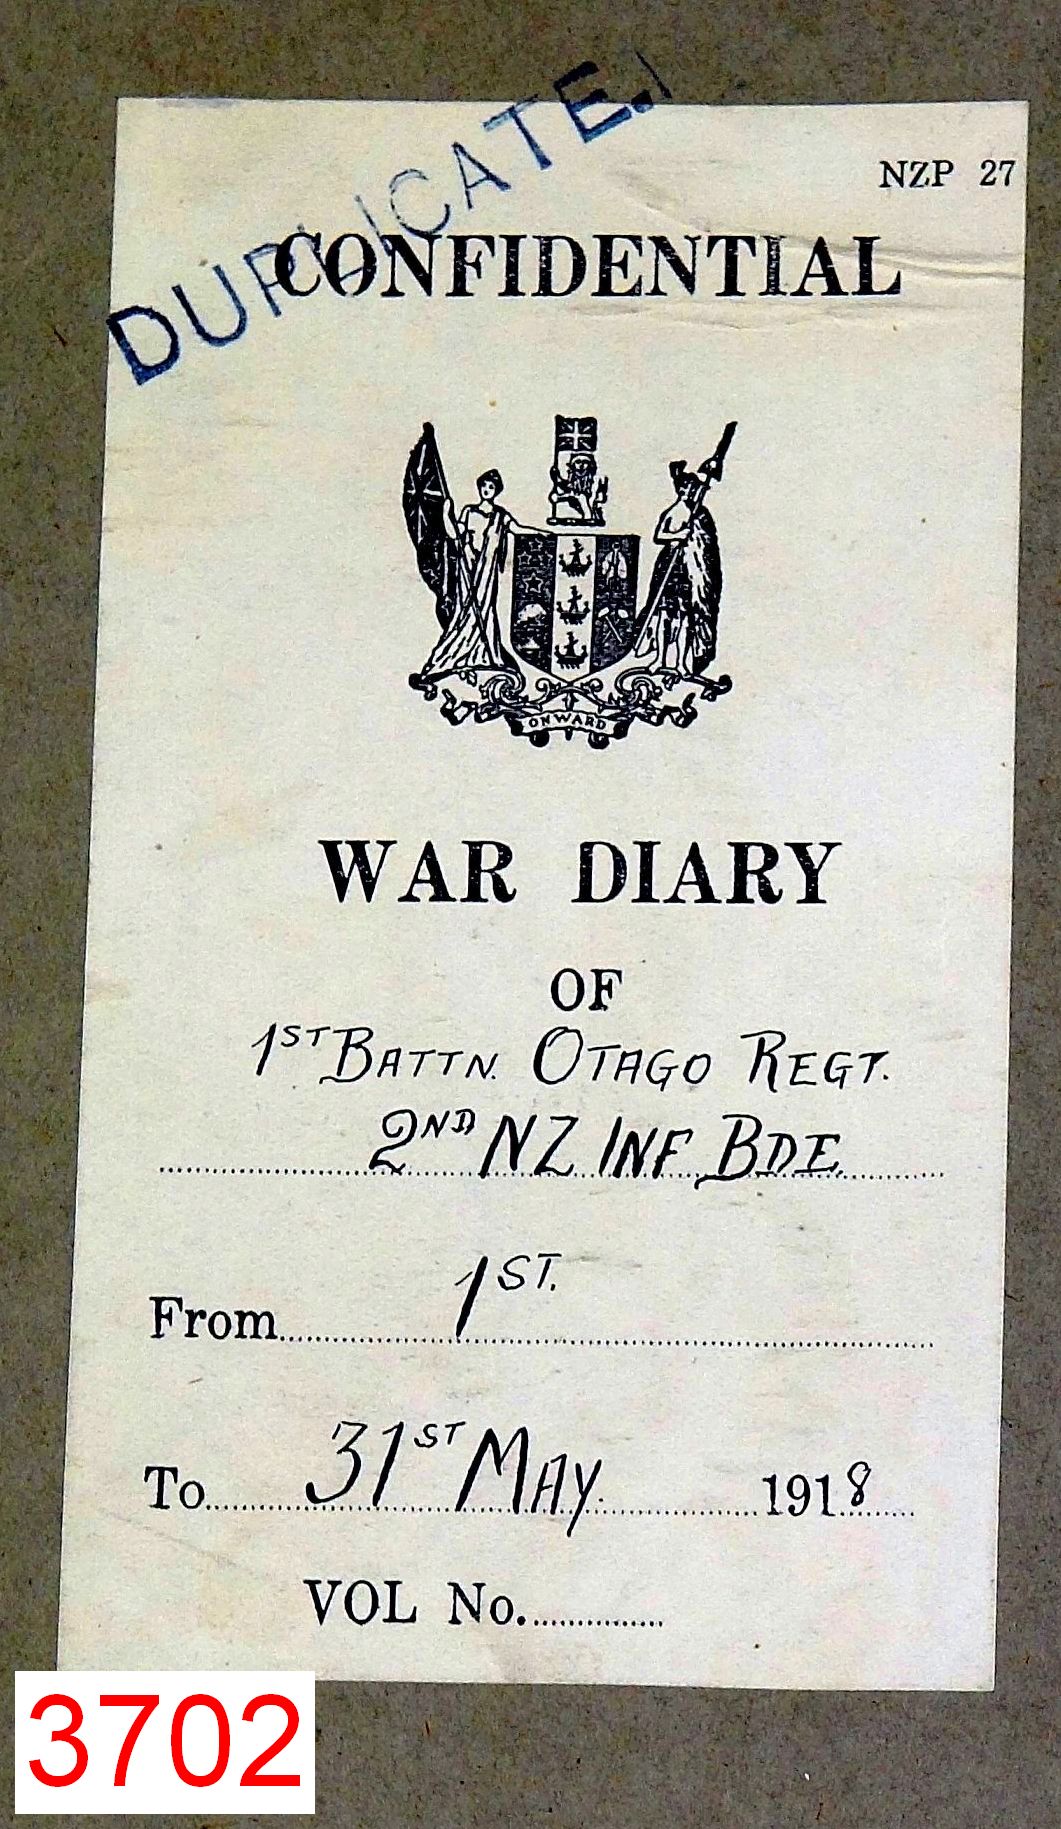 DUPLICATE.
NZP 27
CONFIDENTIAL
ONWARD
WAR DIARY
OF
1ST BATTN. OTAGO REGT.
2ND NZ INF BDE.
From 1ST.
To 31ST MAY. 1918
VOL No.
3702